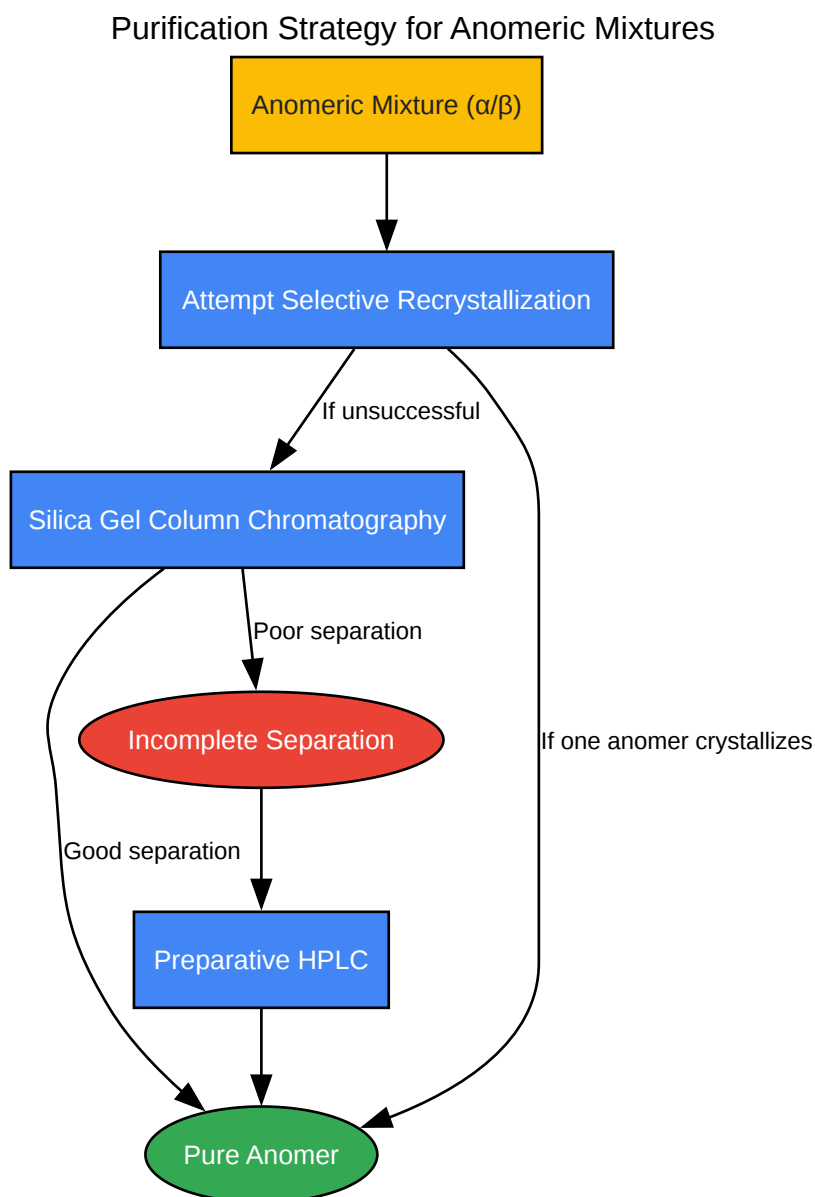 Purification Strategy for Anomeric Mixtures
Anomeric Mixture (α/β)
Attempt Selective Recrystallization
If unsuccessful
Silica Gel Column Chromatography
Poor separation
Incomplete Separation
If one anomer crystallizes
Good separation
Preparative HPLC
Pure Anomer